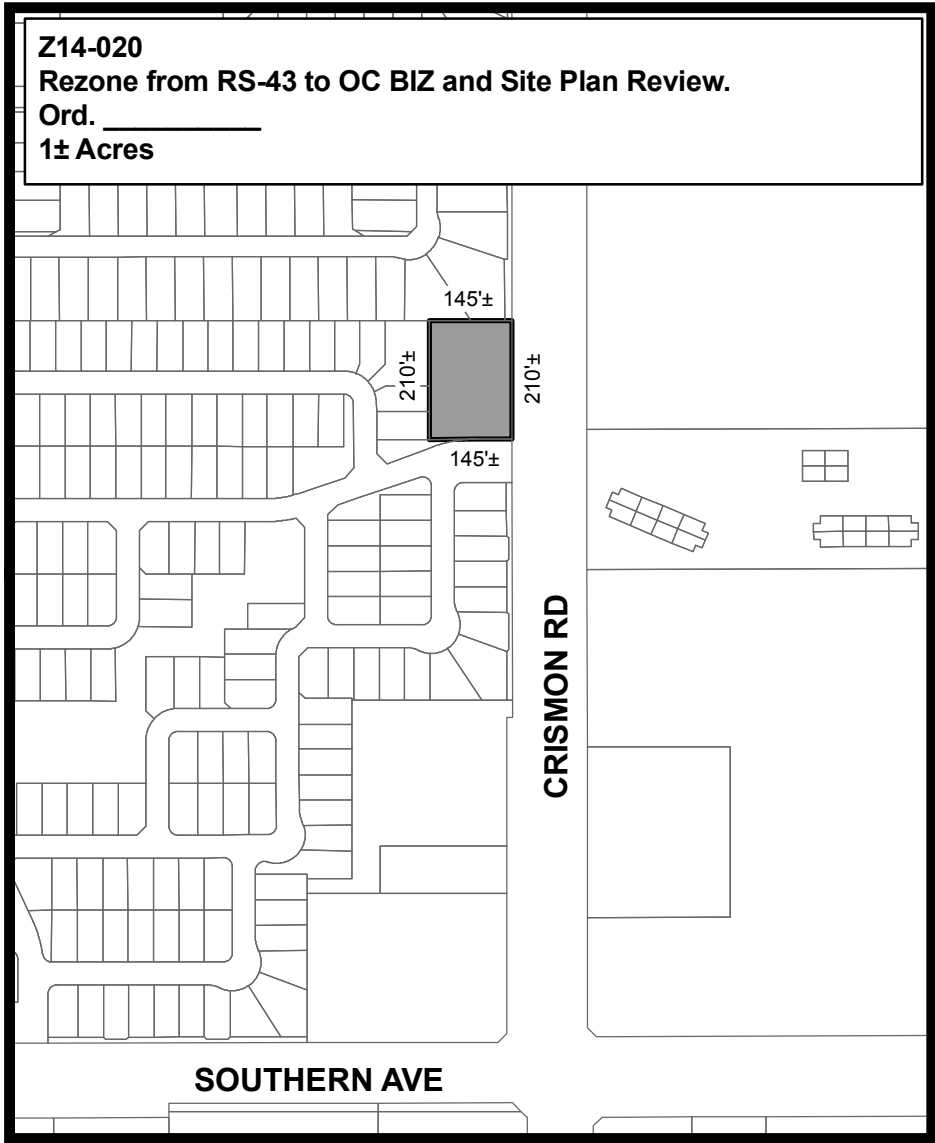 Z14-020
Rezone from RS-43 to OC BIZ and Site Plan Review.
Ord. __________
1± Acres
145'±
210'±
210'±
145'±
CRISMON RD
SOUTHERN AVE